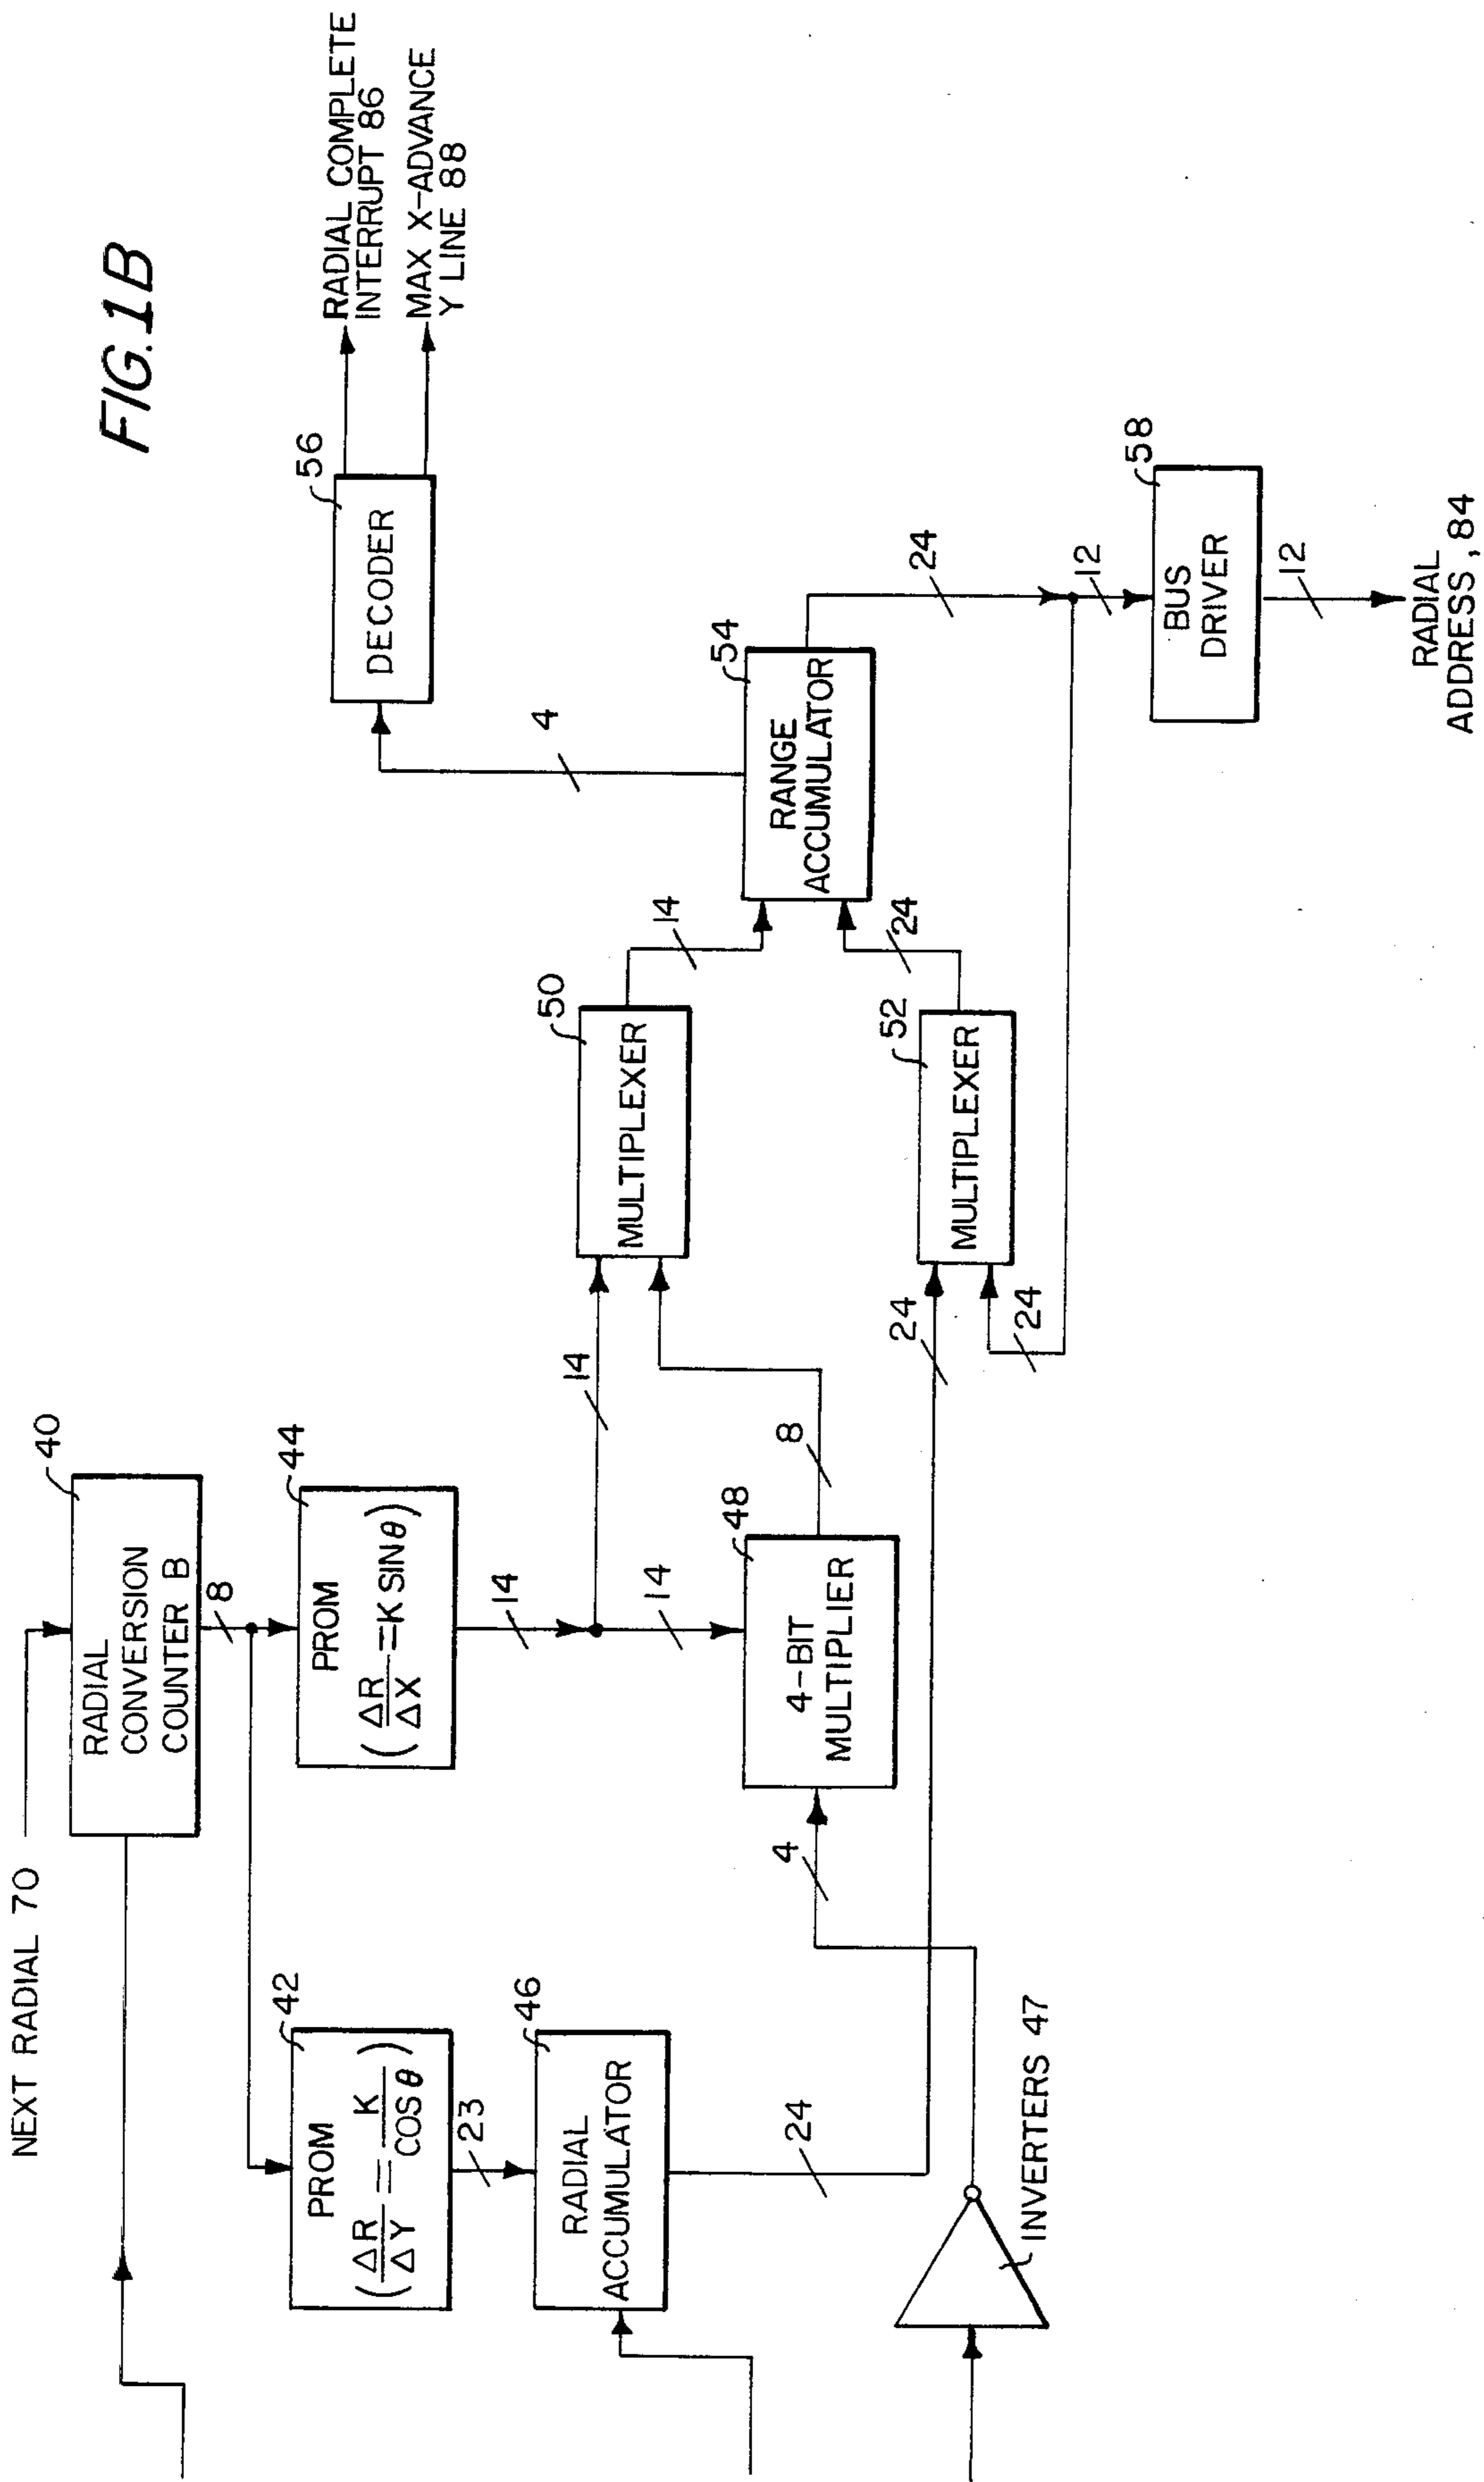 FIG.1B
NEXT RADIAL 70
40
RADIAL
CONVERSION
COUNTER B
8
42
PROM
(ΔR/ΔY = K/COS θ)
23
44
PROM
(ΔR/ΔX = K SIN θ)
14
14
14
46
RADIAL
ACCUMULATOR
24
INVERTERS 47
4
48
4-BIT
MULTIPLIER
8
50
MULTIPLEXER
14
24
24
52
MULTIPLEXER
24
54
RANGE
ACCUMULATOR
4
24
56
DECODER
RADIAL COMPLETE
INTERRUPT 86
MAX X-ADVANCE
Y LINE 88
12
58
BUS
DRIVER
12
RADIAL
ADDRESS, 84